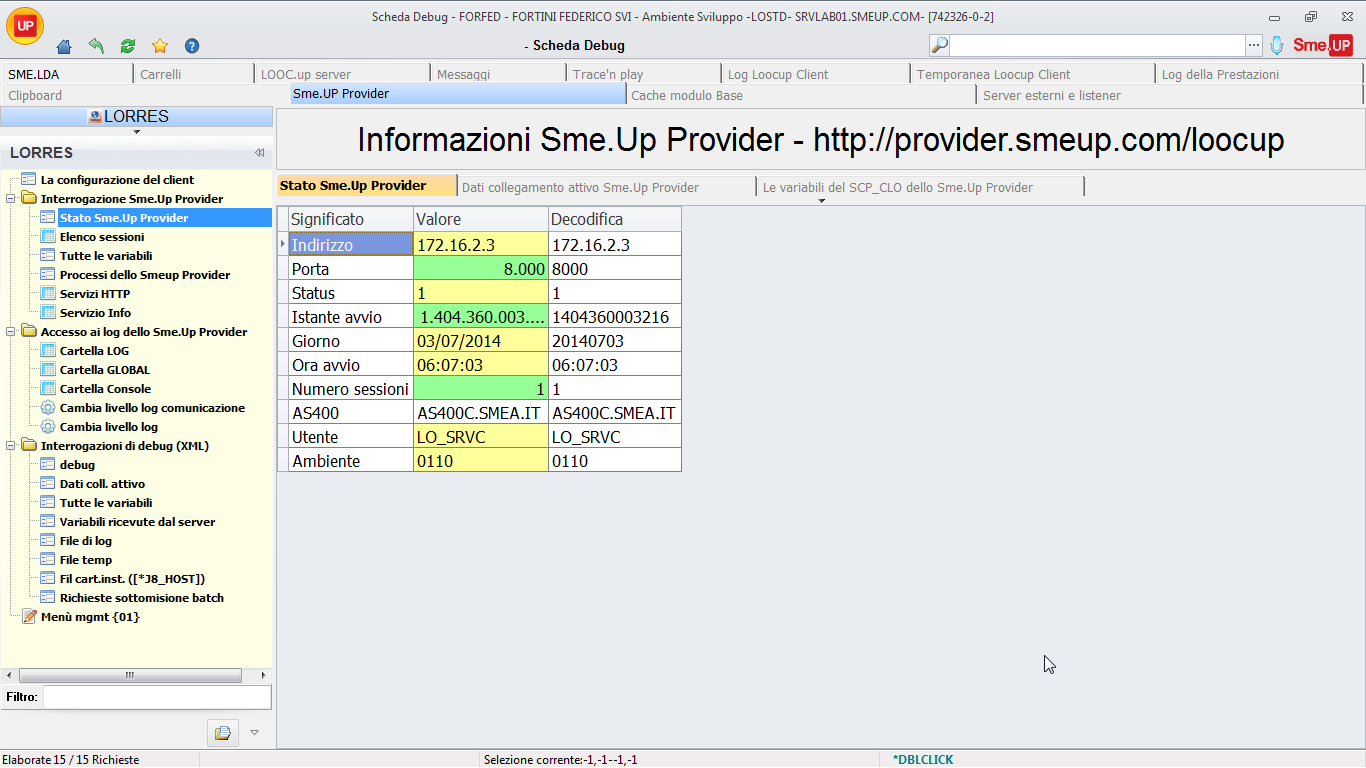 UP
Scheda Debug - FORFED - FORTINI FEDERICO SVI - Ambiente Sviluppo -LOSTD- SRVLAB01.SMEUP.COM- [742326-0-2]
- Scheda Debug
Sme.UP
SME.LDA Carrelli LOOC.up server Messaggi Trace'n play Log Loocup Client Temporanea Loocup Client Log della Prestazioni
Clipboard Sme.UP Provider Cache modulo Base Server esterni e listener
LORRES
LORRES
La configurazione del client
Interrogazione Sme.Up Provider
Stato Sme.Up Provider
Elenco sessioni
Tutte le variabili
Processi dello Smeup Provider
Servizi HTTP
Servizio Info
Accesso ai log dello Sme.Up Provider
Cartella LOG
Cartella GLOBAL
Cartella Console
Cambia livello log comunicazione
Cambia livello log
Interrogazioni di debug (XML)
debug
Dati coll. attivo
Tutte le variabili
Variabili ricevute dal server
File di log
File temp
Fil cart.inst. ([*J8_HOST])
Richieste sottomisione batch
Menù mgmt {01}
Filtro:
Informazioni Sme.Up Provider - http://provider.smeup.com/loocup
Stato Sme.Up Provider Dati collegamento attivo Sme.Up Provider Le variabili del SCP_CLO dello Sme.Up Provider
Significato Valore Decodifica
Indirizzo 172.16.2.3 172.16.2.3
Porta 8.000 8000
Status 1 1
Istante avvio 1.404.360.003.... 1404360003216
Giorno 03/07/2014 20140703
Ora avvio 06:07:03 06:07:03
Numero sessioni 1 1
AS400 AS400C.SMEA.IT AS400C.SMEA.IT
Utente LO_SRVC LO_SRVC
Ambiente 0110 0110
Elaborate 15 / 15 Richieste Selezione corrente:-1,-1--1,-1 *DBLCLICK